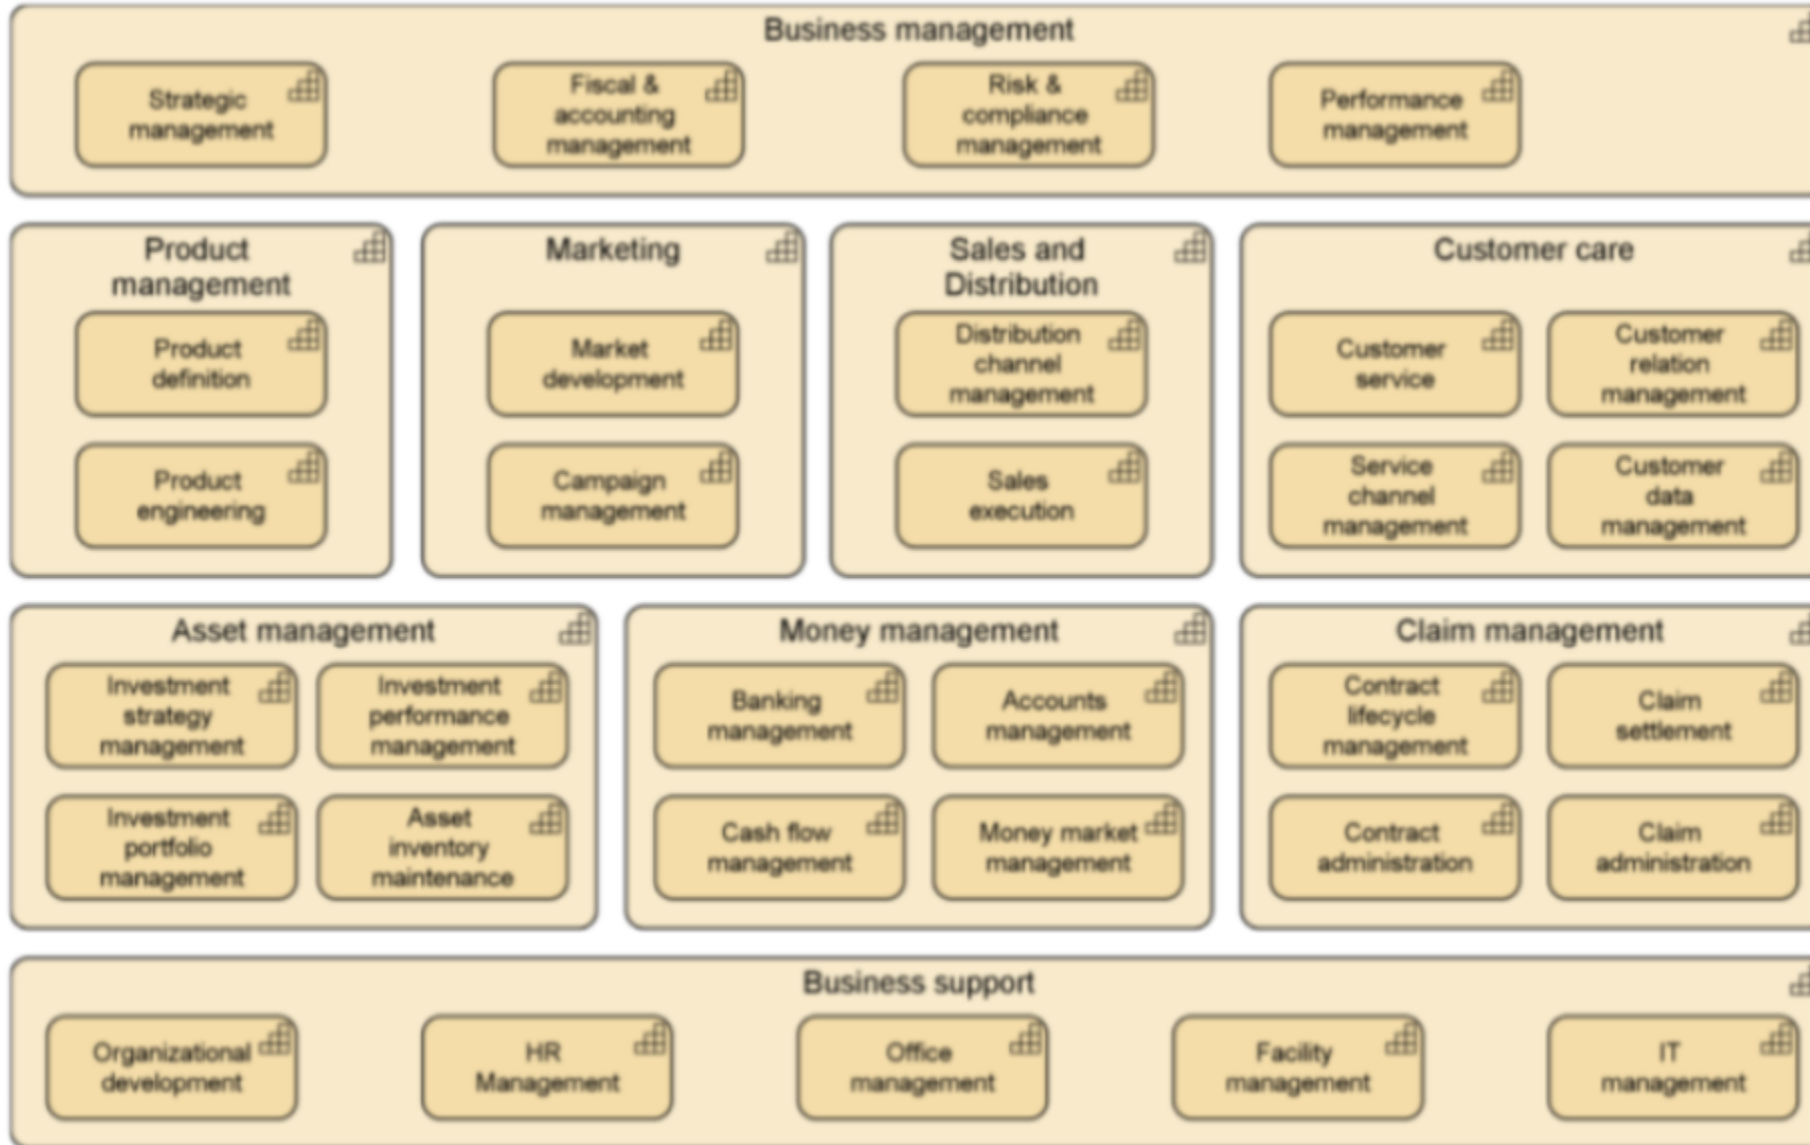 Business management
Strategic
management
Fiscal &
accounting
management
Risk &
compliance
management
Performance
management
Product
management
Product
definition
Product
engineering
Marketing
Market
development
Campaign
management
Sales and
Distribution
Distribution
channel
management
Sales
execution
Customer care
Customer
service
Customer
relation
management
Service
channel
management
Customer
data
management
Asset management
Investment
strategy
management
Investment
performance
management
Investment
portfolio
management
Asset
inventory
maintenance
Money management
Banking
management
Accounts
management
Cash flow
management
Money market
management
Claim management
Contract
lifecycle
management
Claim
settlement
Contract
administration
Claim
administration
Business support
Organizational
development
HR
Management
Office
management
Facility
management
IT
management